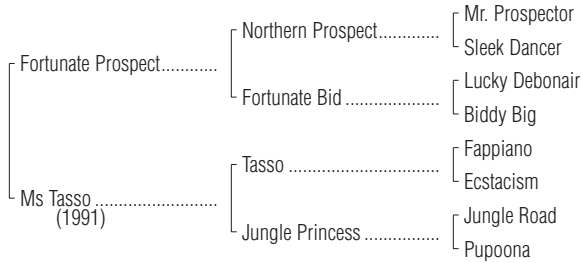 Mr. Prospector
Northern Prospect.............
Sleek Dancer
Fortunate Prospect............
Lucky Debonair
Fortunate Bid ....................
Biddy Big
Fappiano
Tasso ................................
Ecstacism
Ms Tasso ..........................
(1991)
Jungle Road
Jungle Princess ................
Pupoona